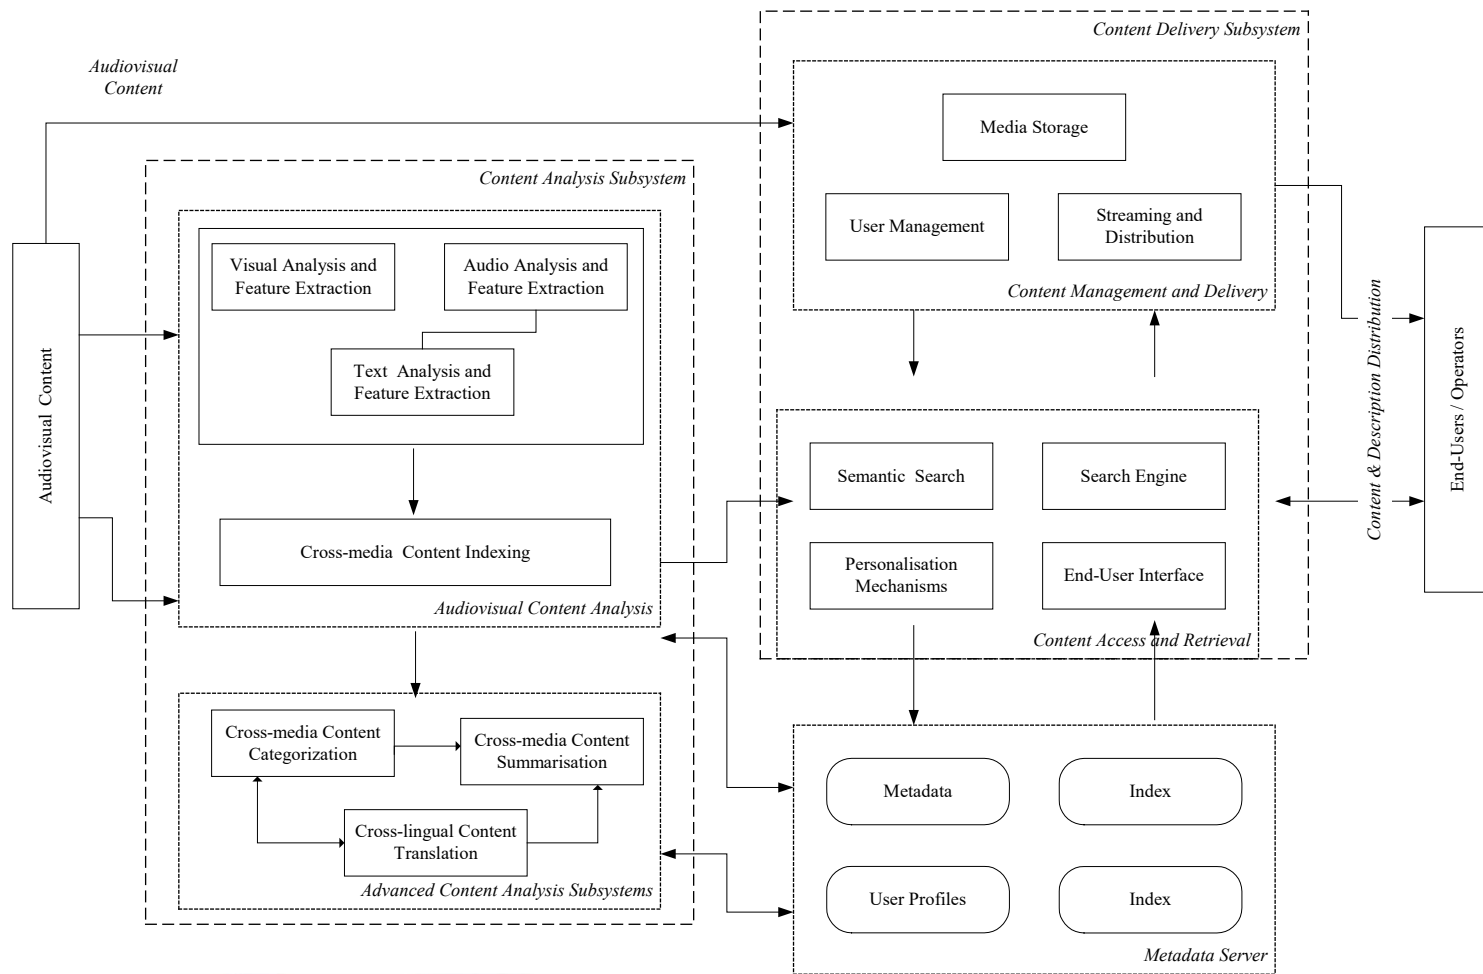 Content Delivery Subsystem
Audiovisual
Content
Media Storage
User Management
Streaming and
Distribution
Content Management and Delivery
Content Analysis Subsystem
Visual Analysis and
Feature Extraction
Audio Analysis and
Feature Extraction
Text Analysis and
Feature Extraction
Cross-media Content Indexing
Audiovisual Content Analysis
Audiovisual Content
Semantic Search
Search Engine
Personalisation
Mechanisms
End-User Interface
Content Access and Retrieval
Content & Description Distribution
End-Users / Operators
Cross-media Content
Categorization
Cross-media Content
Summarisation
Cross-lingual Content
Translation
Advanced Content Analysis Subsystems
Metadata
Index
User Profiles
Index
Metadata Server